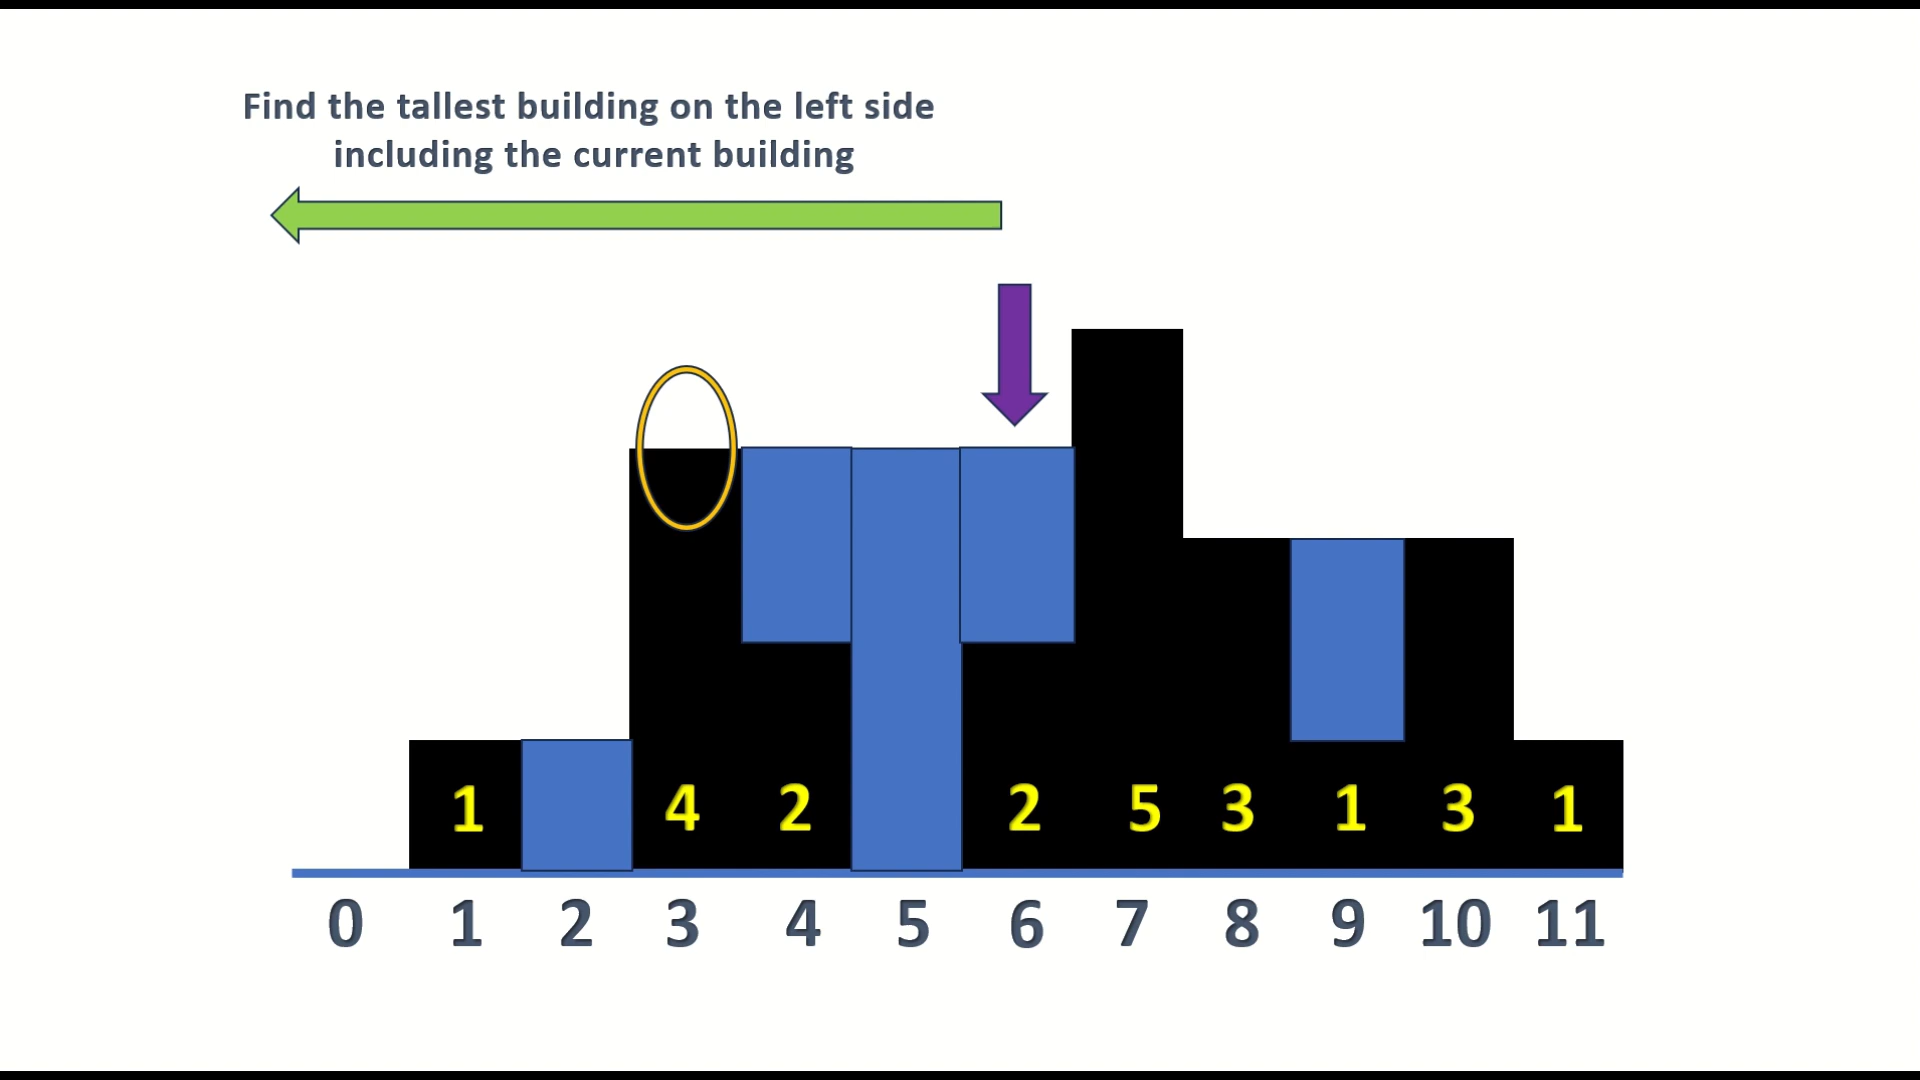 Find the tallest building on the left side
including the current building
1 4 2 2 5 3 1 3 1
0 1 2 3 4 5 6 7 8 9 10 11